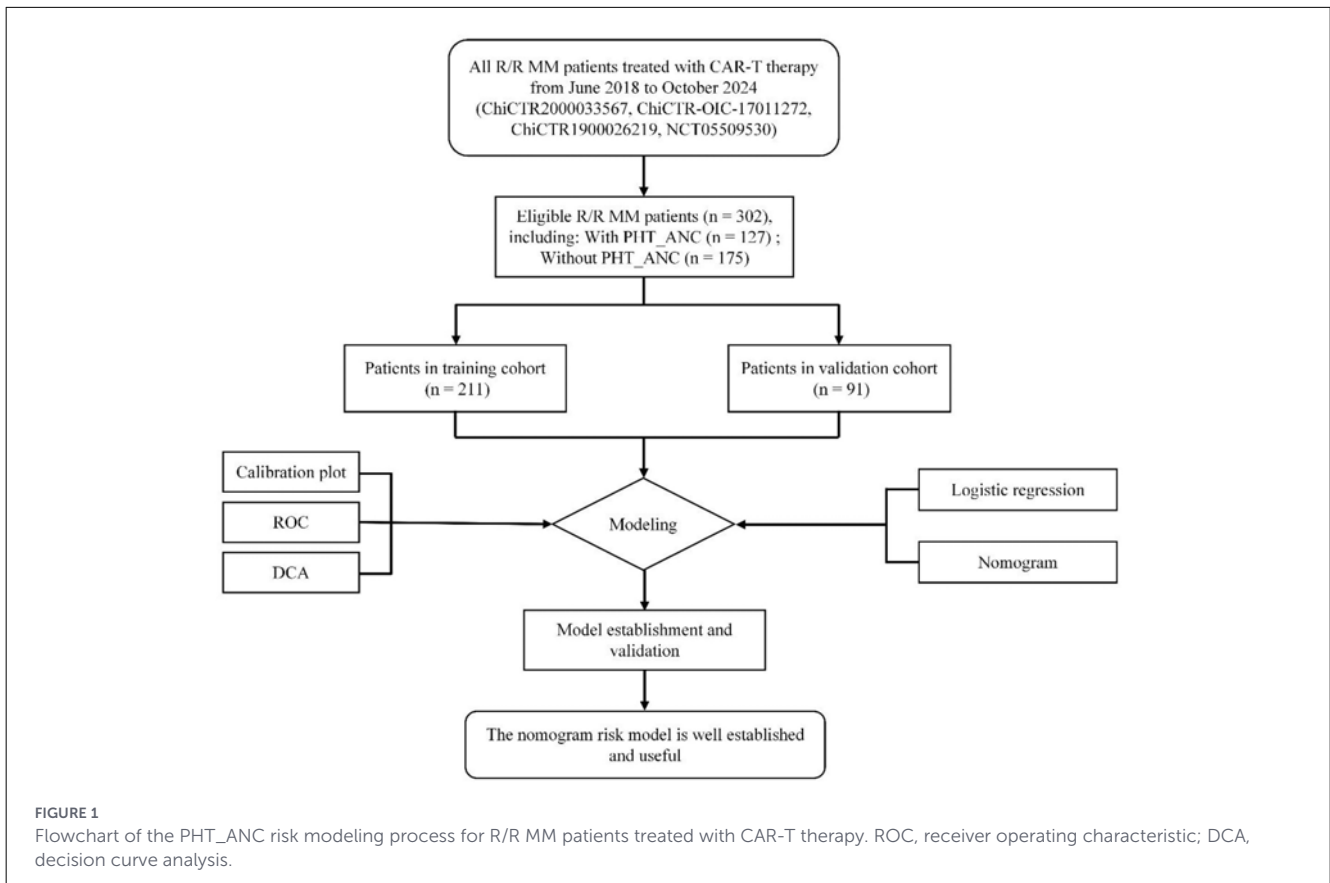 All R/R MM patients treated with CAR-T therapy
from June 2018 to October 2024
(ChiCTR2000033567, ChiCTR-OIC-17011272,
ChiCTR1900026219, NCT05509530)
Eligible R/R MM patients (n = 302),
including: With PHT_ANC (n = 127) ;
Without PHT_ANC (n = 175)
Patients in training cohort
(n = 211)
Patients in validation cohort
(n = 91)
Calibration plot
ROC
DCA
Modeling
Logistic regression
Nomogram
Model establishment and
validation
The nomogram risk model is well established
and useful
FIGURE 1
Flowchart of the PHT_ANC risk modeling process for R/R MM patients treated with CAR-T therapy. ROC, receiver operating characteristic; DCA,
decision curve analysis.